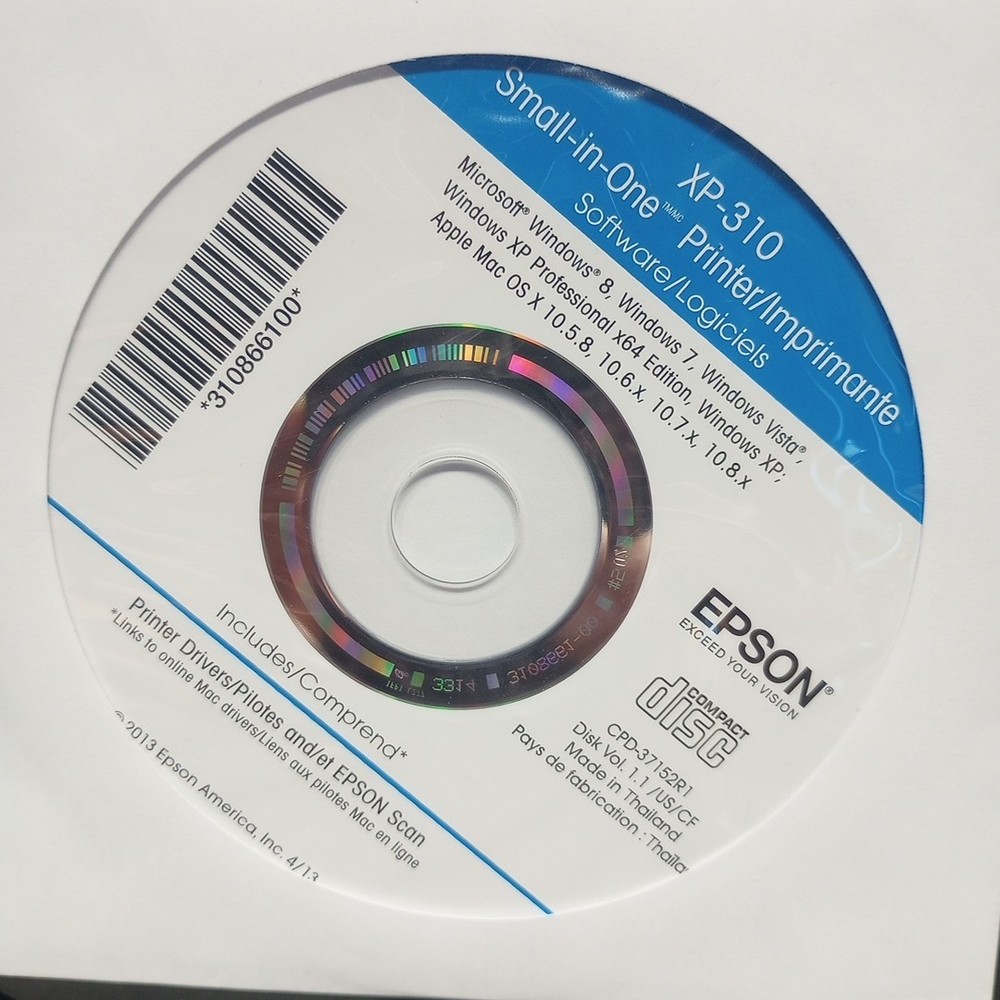 XP-310
Small-in-One™/MC Printer/Imprimante
Software/Logiciels
Microsoft® Windows® 8, Windows 7, Windows Vista®,
Windows XP Professional x64 Edition, Windows XP;
Apple Mac OS X 10.5.8, 10.6.x, 10.7.x, 10.8.x
*310866100*
EPSON®
EXCEED YOUR VISION
COMPACT
disc
CPD-37152R1
Disk Vol. 1.1 /US/CF
Made in Thailand
Pays de fabrication : Thaïla
Includes/Comprend*
Printer Drivers/Pilotes and/et EPSON Scan
*Links to online Mac drivers/Liens aux pilotes Mac en ligne
© 2013 Epson America, Inc. 4/13
3108661-00
3314